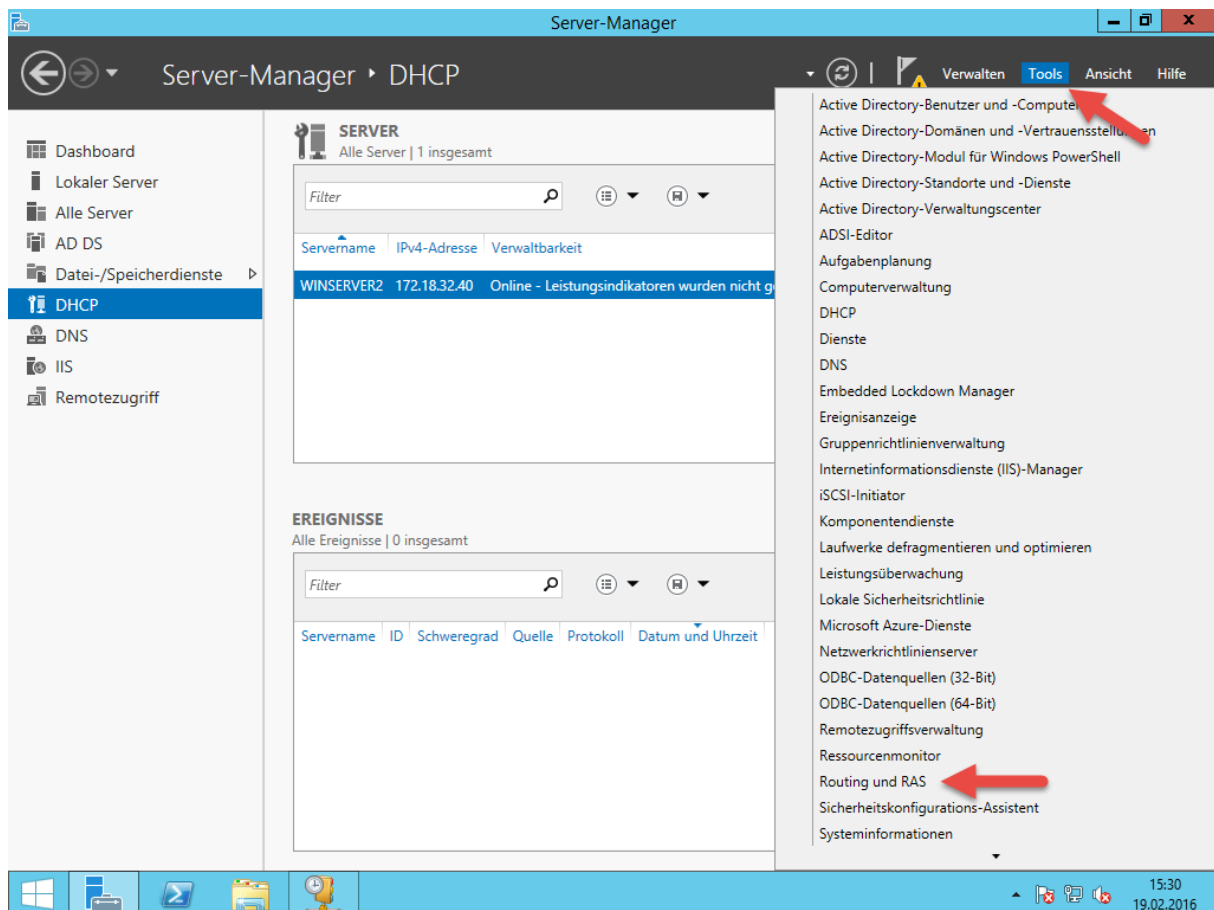 Server-Manager
Server-Manager DHCP
Verwalten Tools Ansicht Hilfe
Dashboard
Lokaler Server
Alle Server
AD DS
Datei-/Speicherdienste
DHCP
DNS
IIS
Remotezugriff
SERVER
Alle Server | 1 insgesamt
Filter
Servername IPv4-Adresse Verwaltbarkeit
WINSERVER2 172.18.32.40 Online - Leistungsindikatoren wurden nicht
EREIGNISSE
Alle Ereignisse | 0 insgesamt
Filter
Servername ID Schweregrad Quelle Protokoll Datum und Uhrzeit
Active Directory-Benutzer und -Computer
Active Directory-Domänen und -Vertrauensstellungen
Active Directory-Modul für Windows PowerShell
Active Directory-Standorte und -Dienste
Active Directory-Verwaltungscenter
ADSI-Editor
Aufgabenplanung
Computerverwaltung
DHCP
Dienste
DNS
Embedded Lockdown Manager
Ereignisanzeige
Gruppenrichtlinienverwaltung
Internetinformationsdienste (IIS)-Manager
iSCSI-Initiator
Komponentendienste
Laufwerke defragmentieren und optimieren
Leistungsüberwachung
Lokale Sicherheitsrichtlinie
Microsoft Azure-Dienste
Netzwerkrichtlinienserver
ODBC-Datenquellen (32-Bit)
ODBC-Datenquellen (64-Bit)
Remotezugriffsverwaltung
Ressourcenmonitor
Routing und RAS
Sicherheitskonfigurations-Assistent
Systeminformationen
15:30
19.02.2016